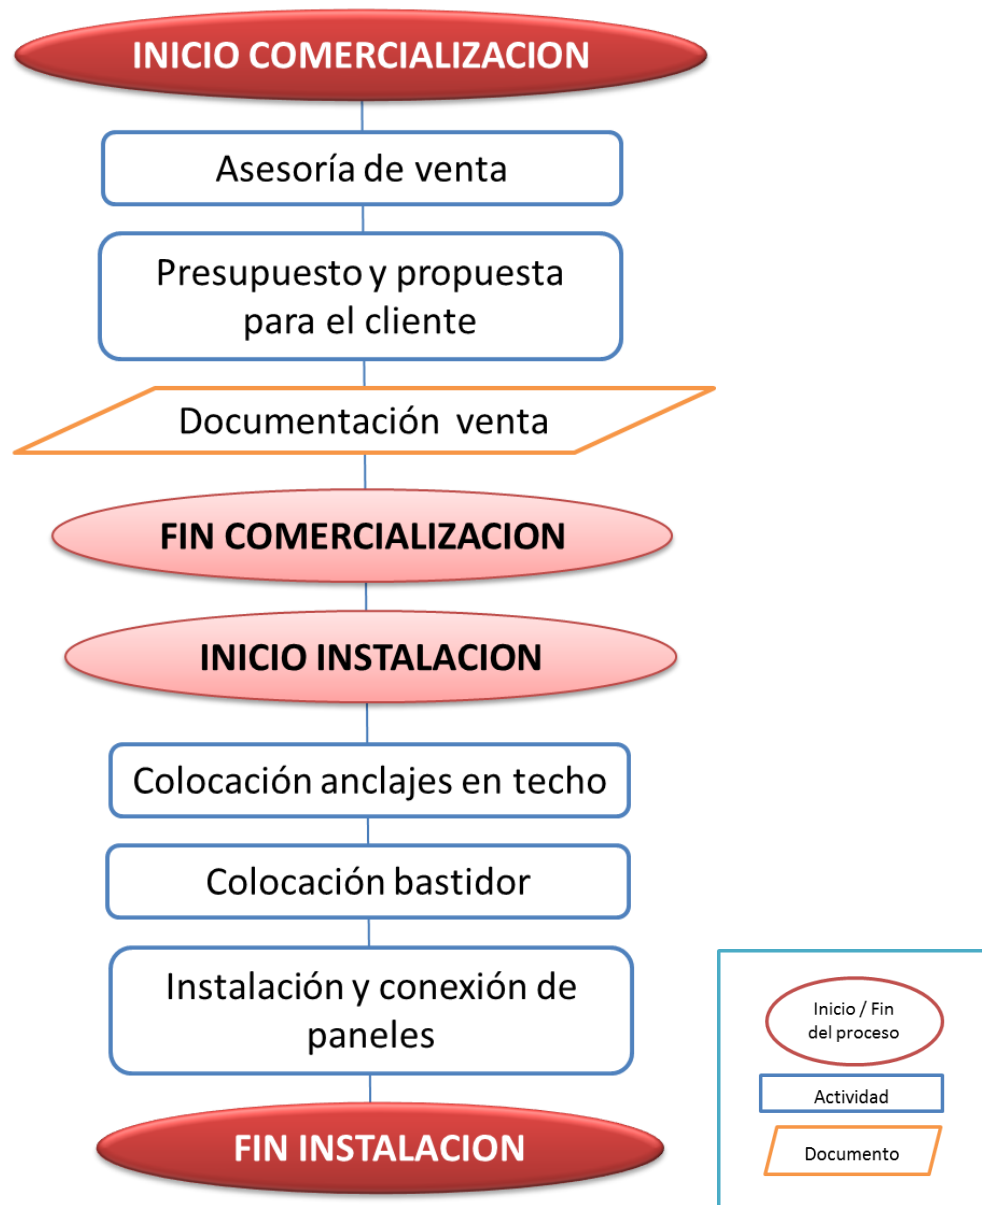 INICIO COMERCIALIZACION
Asesoría de venta
Presupuesto y propuesta
para el cliente
Documentación venta
FIN COMERCIALIZACION
INICIO INSTALACION
Colocación anclajes en techo
Colocación bastidor
Instalación y conexión de
paneles
FIN INSTALACION
Inicio / Fin
del proceso
Actividad
Documento